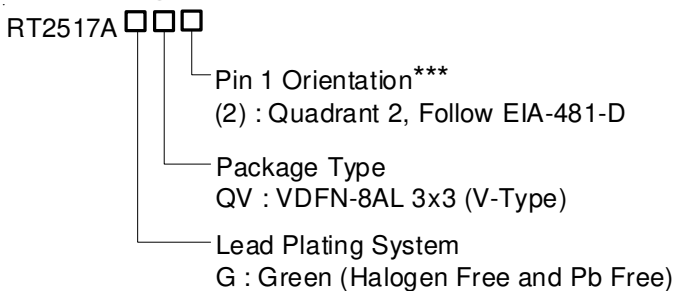 RT2517A
Pin 1 Orientation***
(2) : Quadrant 2, Follow EIA-481-D
Package Type
QV : VDFN-8AL 3x3 (V-Type)
Lead Plating System
G : Green (Halogen Free and Pb Free)